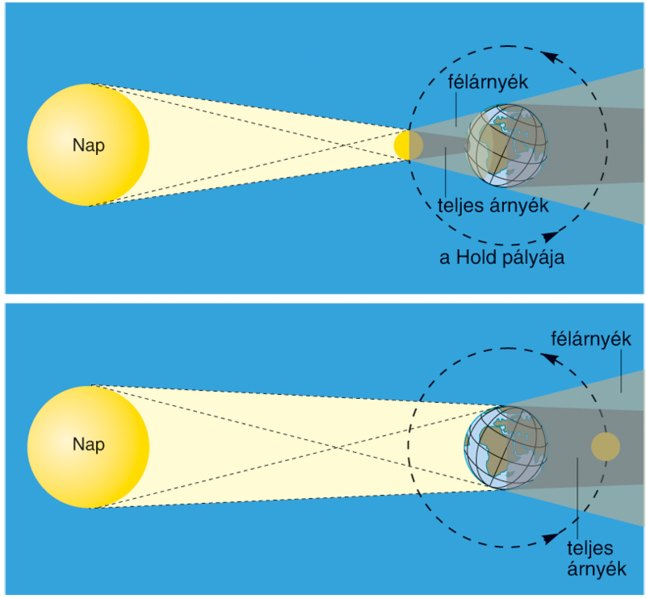 félárnyék
Nap
teljes árnyék
a Hold pályája
félárnyék
Nap
teljes
árnyék